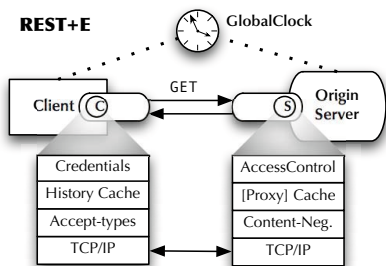 REST+E
GlobalClock
Client
C
GET
S
Origin
Server
Credentials
History Cache
Accept-types
TCP/IP
AccessControl
[Proxy] Cache
Content-Neg.
TCP/IP